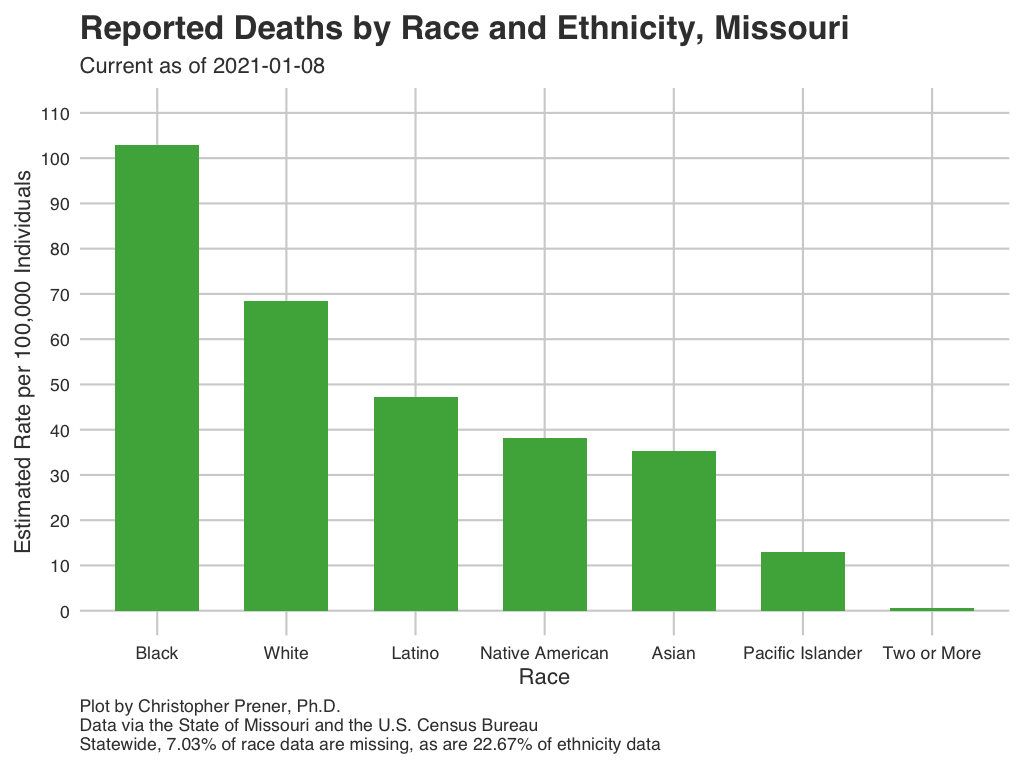 Reported Deaths by Race and Ethnicity, Missouri
Current as of 2021-01-08
Estimated Rate per 100,000 Individuals
110
100
90
80
70
60
50
40
30
20
10
0
Black White Latino Native American Asian Pacific Islander Two or More
Race
Plot by Christopher Prener, Ph.D.
Data via the State of Missouri and the U.S. Census Bureau
Statewide, 7.03% of race data are missing, as are 22.67% of ethnicity data